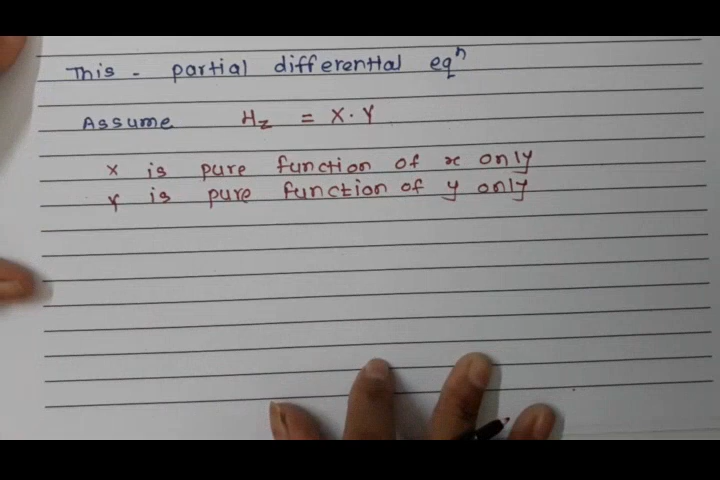 This - partial differential eqⁿ
Assume Hz = X · Y
X is pure function of x only
Y is pure function of y only